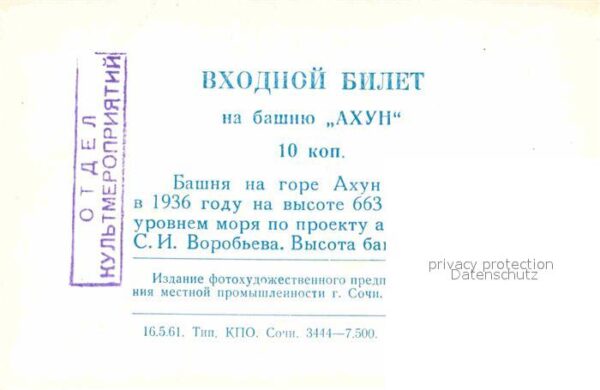 ОТДЕЛ
КУЛЬТМЕРОПРИЯТИЙ
ВХОДНОЙ БИЛЕТ
на башню „АХУН“
10 коп.
Башня на горе Ахун
в 1936 году на высоте 663
уровнем моря по проекту а
С. И. Воробьева. Высота ба
privacy protection
Datenschutz
Издание фотохудожественного предп
ния местной промышленности г. Сочи.
16.5.61. Тип. КПО. Сочи. 3444—7.500.